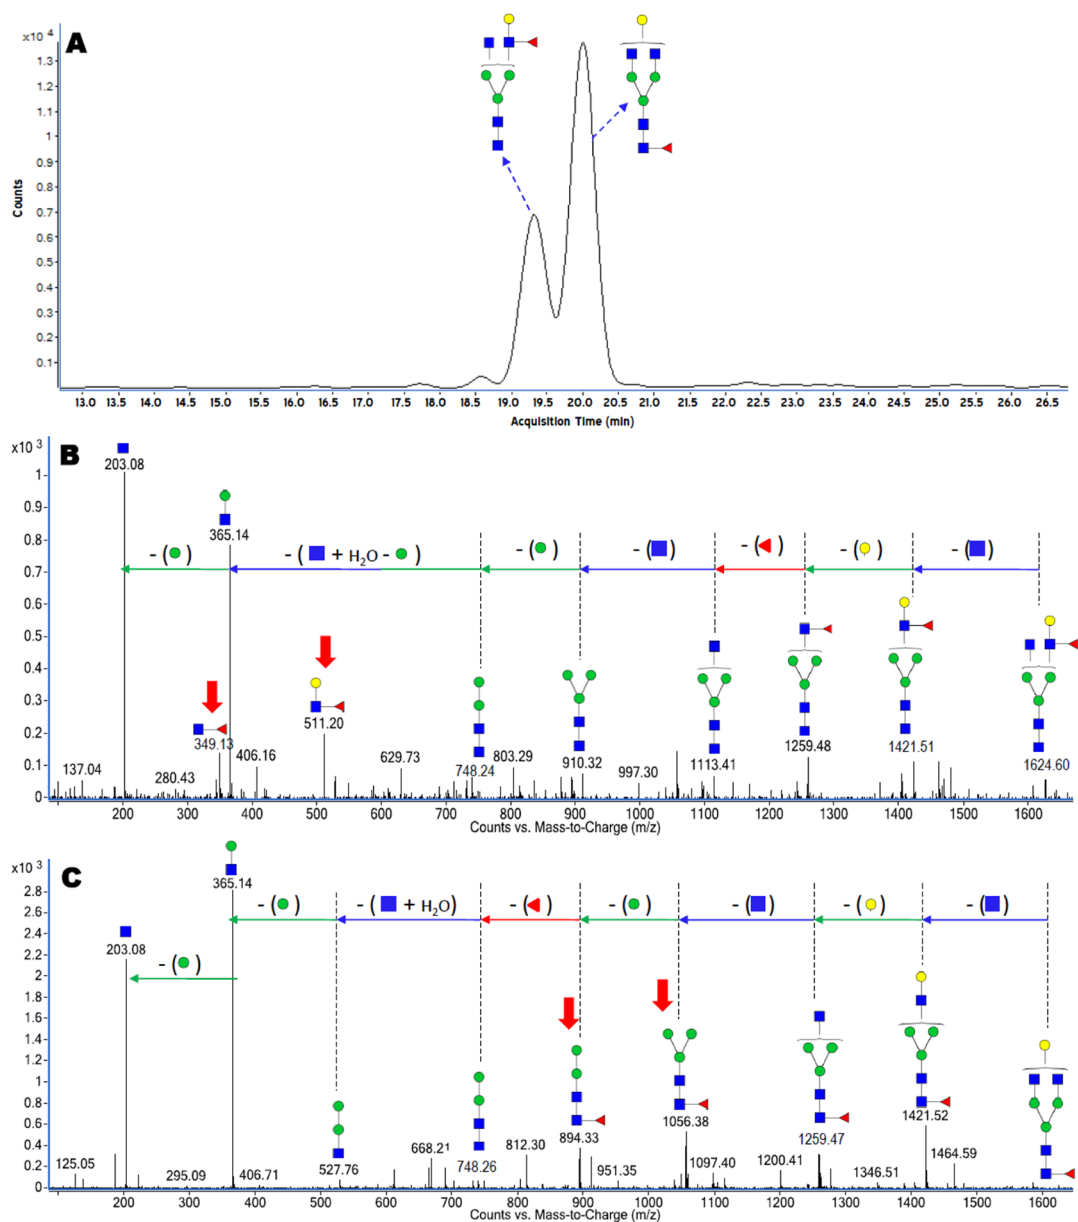 x10 4
A
1.3
1.2
1.1
1
0.9
0.8
0.7
0.6
0.5
0.4
0.3
0.2
0.1
Counts
13.0 13.5 14.0 14.5 15.0 15.5 16.0 16.5 17.0 17.5 18.0 18.5 19.0 19.5 20.0 20.5 21.0 21.5 22.0 22.5 23.0 23.5 24.0 24.5 25.0 25.5 26.0 26.8
Acquisition Time (min)
x10 3
B
1
0.9
0.8
0.7
0.6
0.5
0.4
0.3
0.2
0.1
0
203.08
365.14
- ( )
- ( + H2O - )
- ( )
- ( )
- ( )
- ( )
- ( )
349.13
511.20
137.04
280.43
406.16
629.73
748.24
803.29
910.32
997.30
1113.41
1259.48
1421.51
1624.60
200 300 400 500 600 700 800 900 1000 1100 1200 1300 1400 1500 1600
Counts vs. Mass-to-Charge (m/z)
x10 3
C
2.8
2.6
2.4
2.2
2
1.8
1.6
1.4
1.2
1
0.8
0.6
0.4
0.2
0
365.14
203.08
- ( )
- ( )
- ( + H2O)
- ( )
- ( )
- ( )
- ( )
- ( )
125.05
295.09
406.71
527.76
668.21
748.26
812.30
894.33
951.35
1056.38
1097.40
1200.41
1259.47
1346.51
1421.52
1464.59
200 300 400 500 600 700 800 900 1000 1100 1200 1300 1400 1500 1600
Counts vs. Mass-to-Charge (m/z)